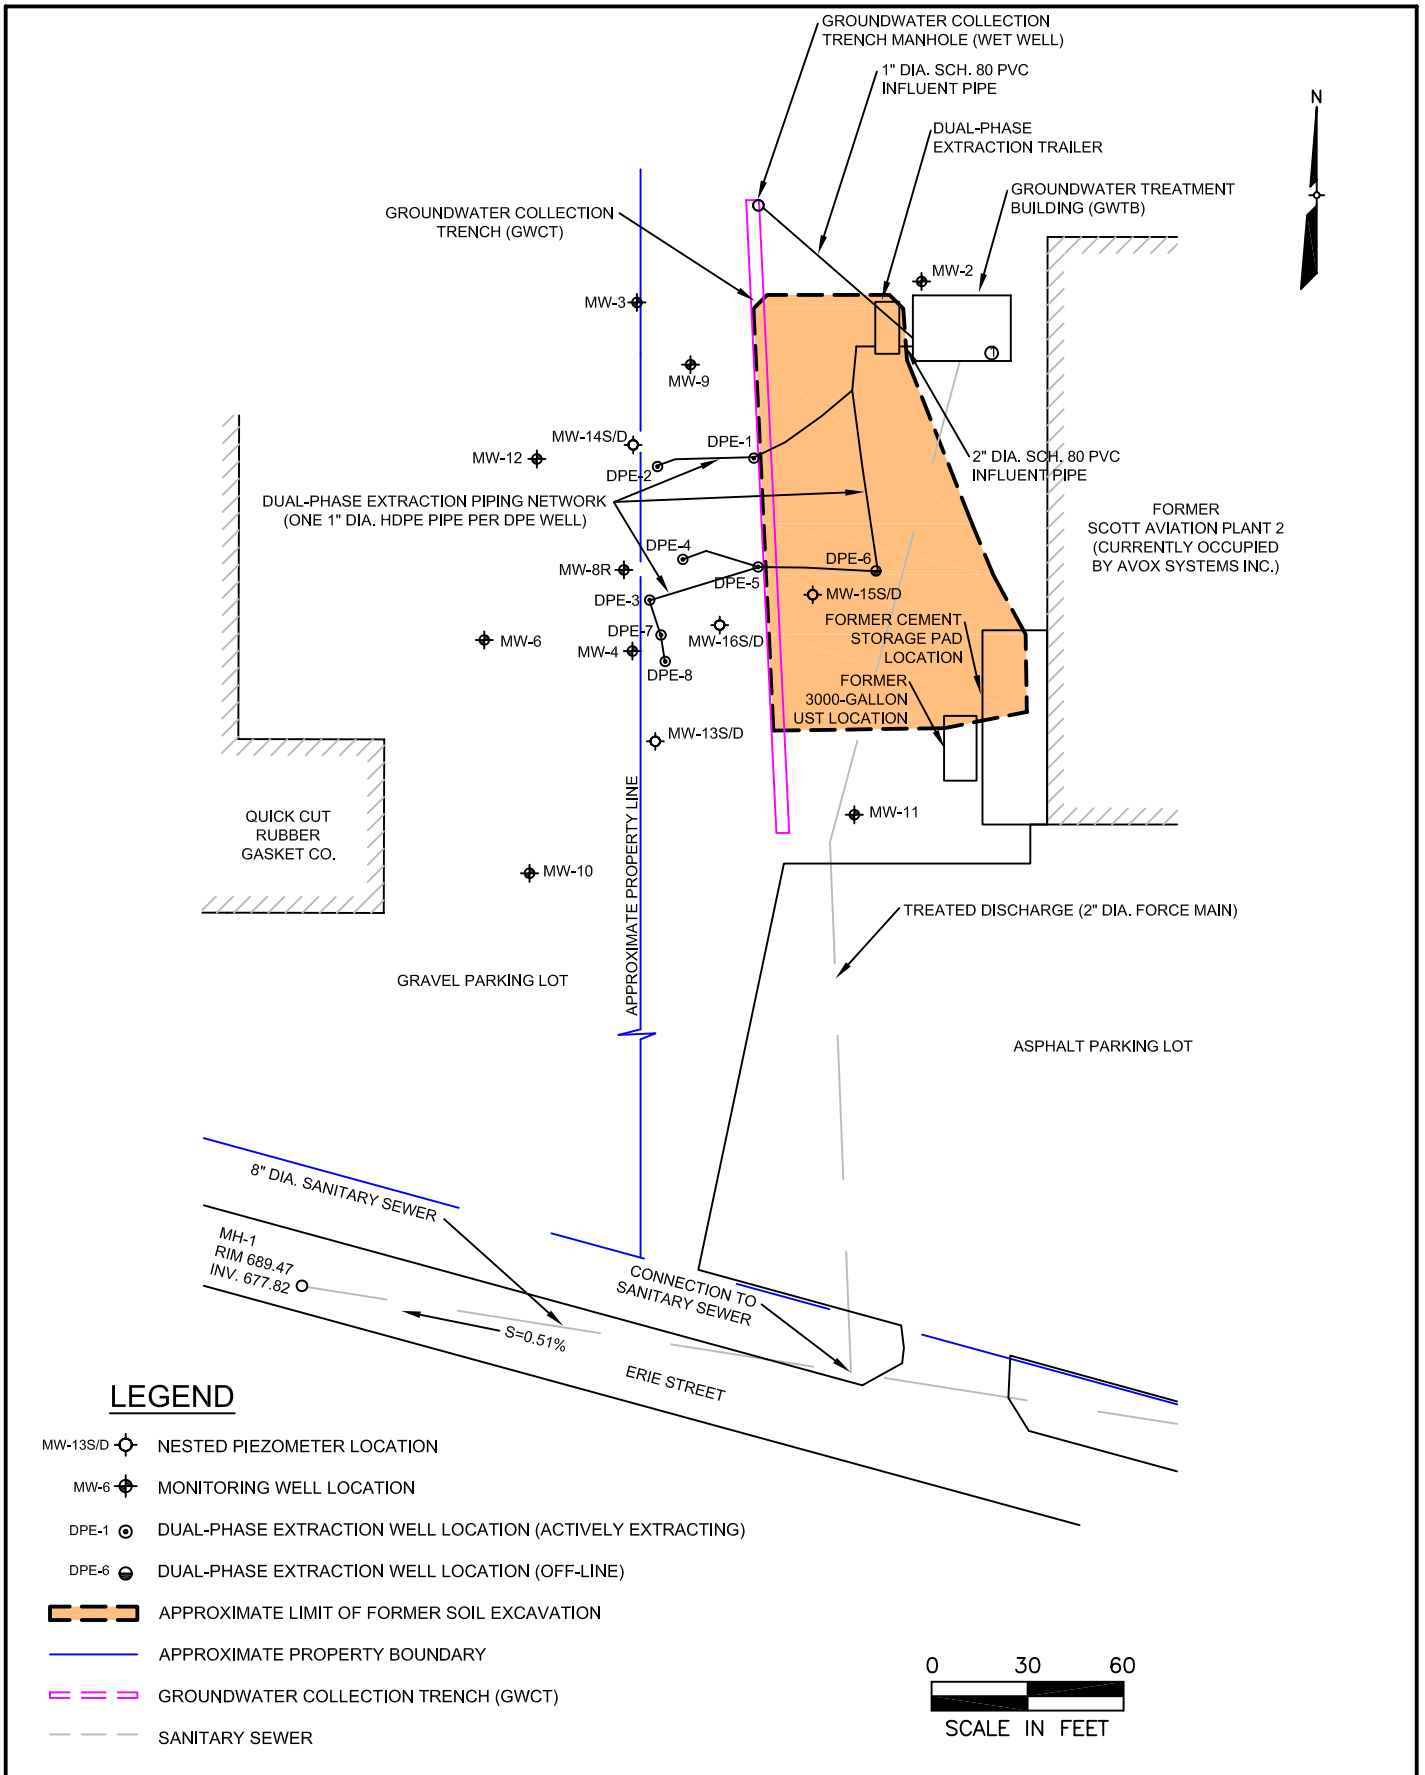 GROUNDWATER COLLECTION
TRENCH MANHOLE (WET WELL)
1" DIA. SCH. 80 PVC
INFLUENT PIPE
N
DUAL-PHASE
EXTRACTION TRAILER
GROUNDWATER TREATMENT
BUILDING (GWTB)
GROUNDWATER COLLECTION
TRENCH (GWCT)
MW-2
MW-3
MW-9
MW-14S/D
DPE-1
MW-12
DPE-2
2" DIA. SCH. 80 PVC
INFLUENT PIPE
DUAL-PHASE EXTRACTION PIPING NETWORK
(ONE 1" DIA. HDPE PIPE PER DPE WELL)
FORMER
SCOTT AVIATION PLANT 2
(CURRENTLY OCCUPIED
BY AVOX SYSTEMS INC.)
DPE-4
DPE-6
MW-8R
DPE-5
DPE-3
MW-15S/D
FORMER CEMENT
STORAGE PAD
LOCATION
DPE-7
MW-16S/D
MW-6
MW-4
DPE-8
FORMER
3000-GALLON
UST LOCATION
MW-13S/D
APPROXIMATE PROPERTY LINE
QUICK CUT
RUBBER
GASKET CO.
MW-11
MW-10
TREATED DISCHARGE (2" DIA. FORCE MAIN)
GRAVEL PARKING LOT
ASPHALT PARKING LOT
8" DIA. SANITARY SEWER
MH-1
RIM 689.47
INV. 677.82
CONNECTION TO
SANITARY SEWER
S=0.51%
ERIE STREET
LEGEND
MW-13S/D NESTED PIEZOMETER LOCATION
MW-6 MONITORING WELL LOCATION
DPE-1 DUAL-PHASE EXTRACTION WELL LOCATION (ACTIVELY EXTRACTING)
DPE-6 DUAL-PHASE EXTRACTION WELL LOCATION (OFF-LINE)
APPROXIMATE LIMIT OF FORMER SOIL EXCAVATION
APPROXIMATE PROPERTY BOUNDARY
GROUNDWATER COLLECTION TRENCH (GWCT)
SANITARY SEWER
0 30 60
SCALE IN FEET